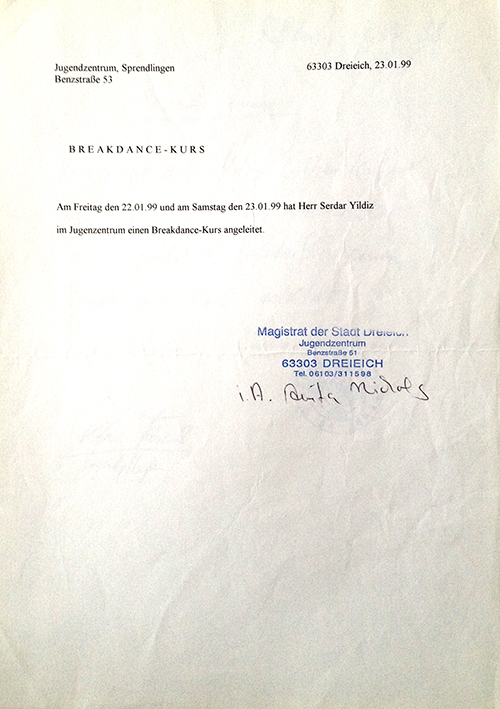 Jugendzentrum, Sprendlingen
Benzstraße 53
63303 Dreieich, 23.01.99
BREAKDANCE-KURS
Am Freitag den 22.01.99 und am Samstag den 23.01.99 hat Herr Serdar Yildiz
im Jugenzentrum einen Breakdance-Kurs angeleitet.
Magistrat der Stadt Dreieich
Jugendzentrum
Benzstraße 51
63303 DREIEICH
Tel. 06103/311598
i.A. Anita